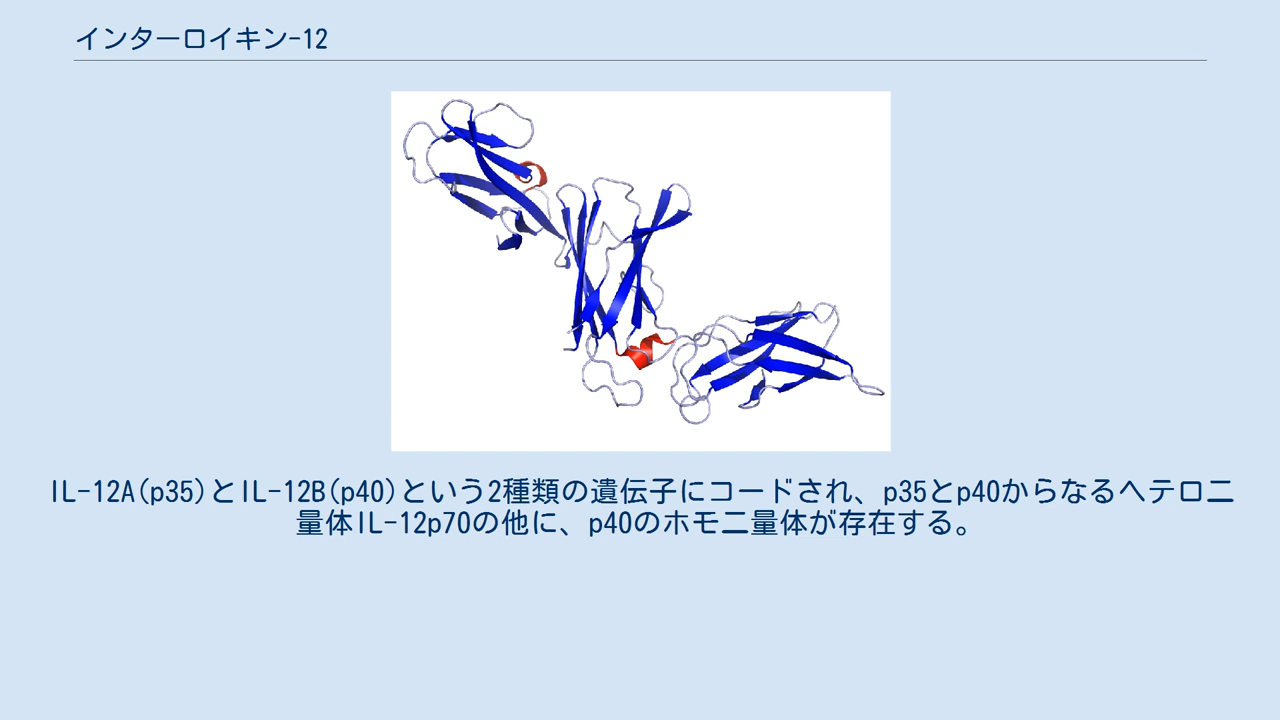 インターロイキン-12
IL-12A(p35)とIL-12B(p40)という2種類の遺伝子にコードされ、p35とp40からなるヘテロ二
量体IL-12p70の他に、p40のホモ二量体が存在する。